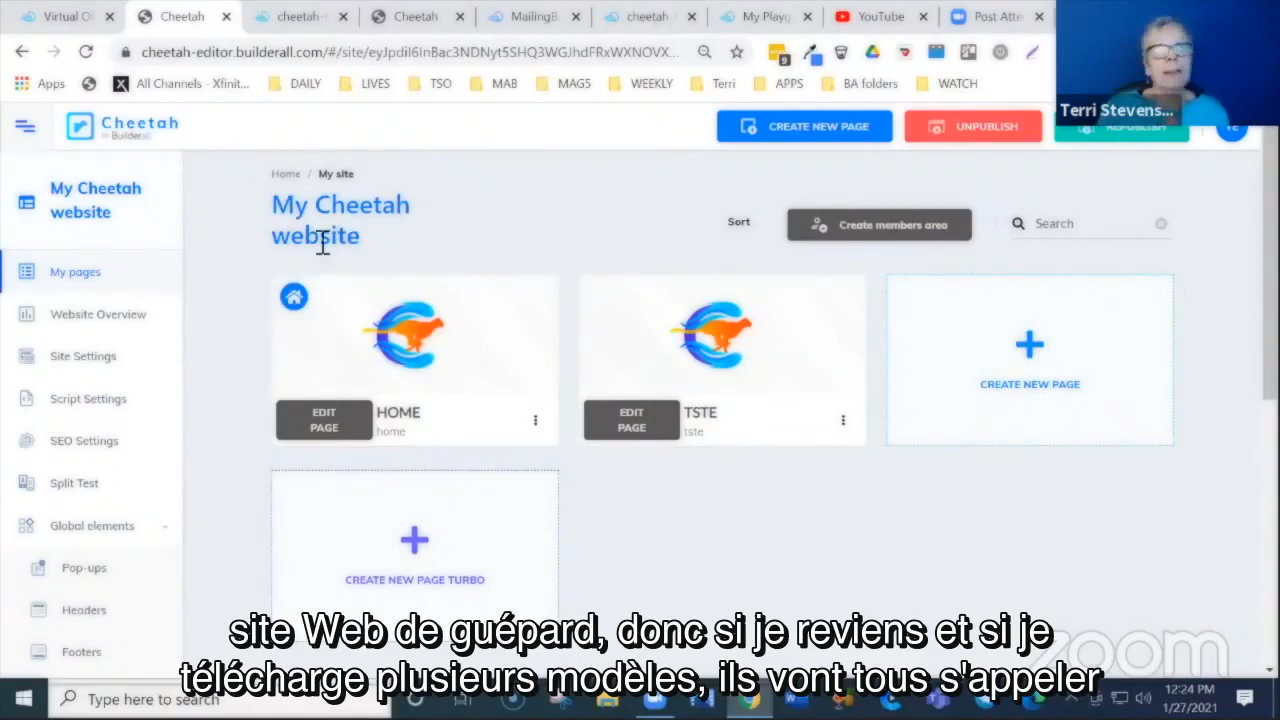 Virtual Of
Cheetah
cheetah-
Cheetah
MailingB
cheetah
My Playg
YouTube
Post Atte
cheetah-editor.builderall.com/#/site/eyJpdiI6InBac3NDNyt5SHQ3WGJhdFRxWXNOVX...
9
Apps
All Channels - Xfinit...
DAILY
LIVES
TSO
MAB
MAG5
WEEKLY
Terri
APPS
BA folders
WATCH
Terri Stevens...
Cheetah
by Builderall
CREATE NEW PAGE
UNPUBLISH
REPUBLISH
My Cheetah
website
Home / My site
My Cheetah
website
Sort
Create members area
Search
My pages
Website Overview
Site Settings
Script Settings
SEO Settings
Split Test
Global elements
Pop-ups
Headers
Footers
EDIT
PAGE
HOME
home
EDIT
PAGE
TSTE
tste
CREATE NEW PAGE
CREATE NEW PAGE TURBO
site Web de guépard, donc si je reviens et si je
télécharge plusieurs modèles, ils vont tous s'appeler
zoom
Type here to search
12:24 PM
1/27/2021